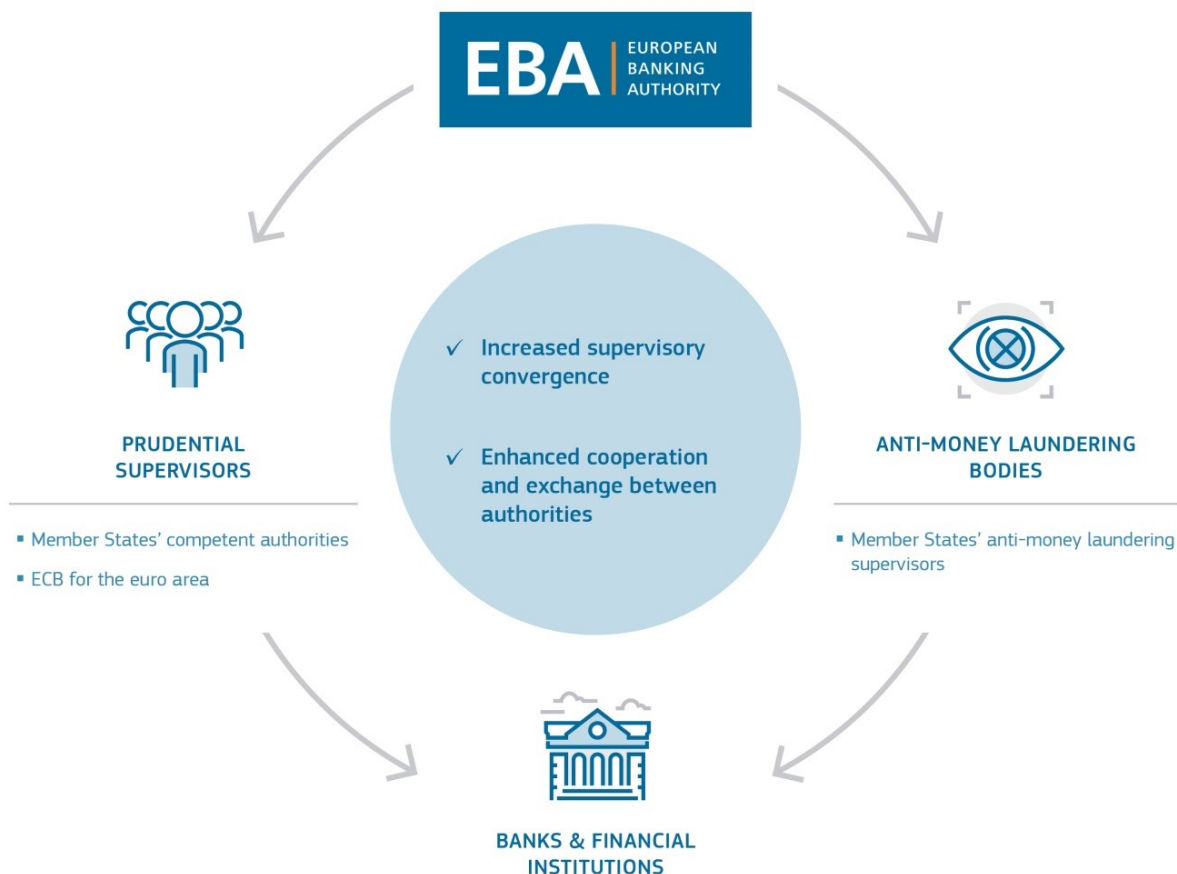 EBA
EUROPEAN
BANKING
AUTHORITY
✓ Increased supervisory
convergence
✓ Enhanced cooperation
and exchange between
authorities
PRUDENTIAL
SUPERVISORS
▪ Member States’ competent authorities
▪ ECB for the euro area
ANTI-MONEY LAUNDERING
BODIES
▪ Member States’ anti-money laundering
supervisors
BANKS & FINANCIAL
INSTITUTIONS